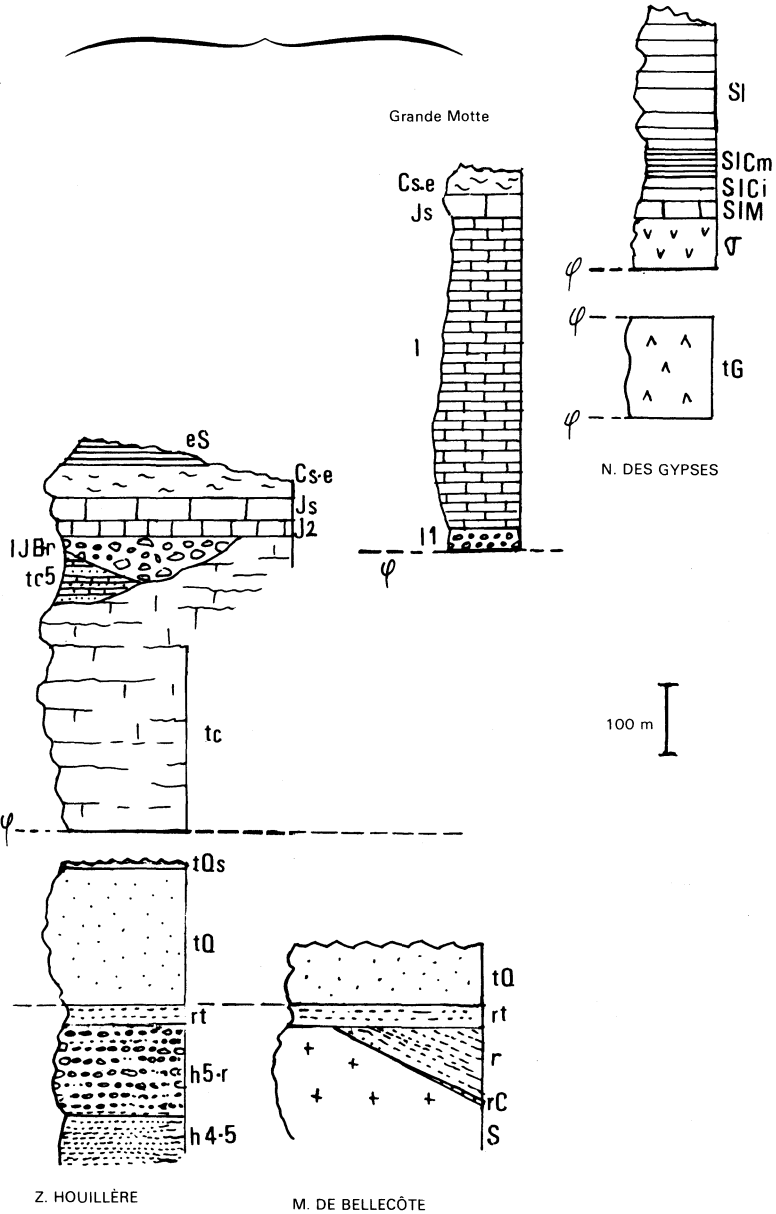 Grande Motte
Sl
SlCm
SlCi
SlM
σ
φ
φ
tG
φ
N. DES GYPSES
Cs-e
Js
l
l1
φ
eS
Cs-e
Js
J2
lJBr
tc5
tc
φ
100 m
tQs
tQ
rt
h5-r
h4-5
Z. HOUILLÈRE
tQ
rt
r
rC
S
M. DE BELLECÔTE